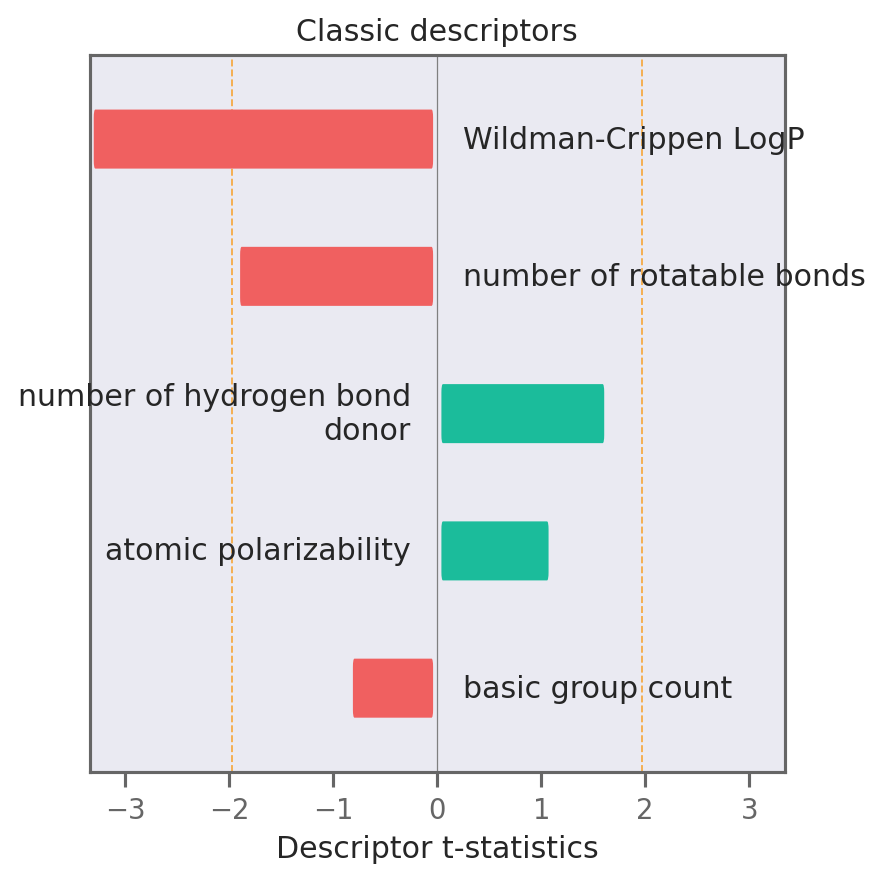 Classic descriptors
Wildman-Crippen LogP
number of rotatable bonds
number of hydrogen bond
donor
atomic polarizability
basic group count
−3 −2 −1 0 1 2 3
Descriptor t-statistics